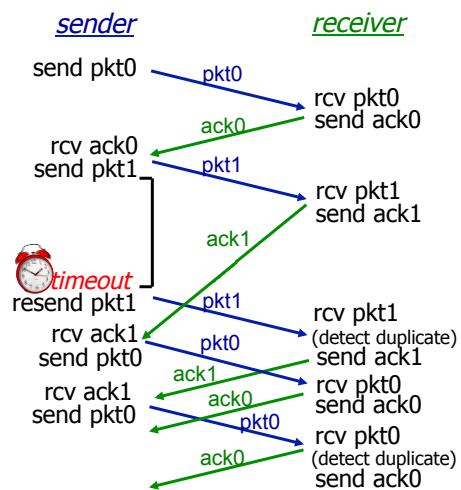 sender
receiver
send pkt0
pkt0
rcv pkt0
send ack0
ack0
rcv ack0
send pkt1
pkt1
rcv pkt1
send ack1
ack1
timeout
resend pkt1
pkt1
rcv pkt1
(detect duplicate)
send ack1
rcv ack1
send pkt0
pkt0
ack1
rcv pkt0
send ack0
ack0
rcv ack1
send pkt0
pkt0
rcv pkt0
(detect duplicate)
send ack0
ack0